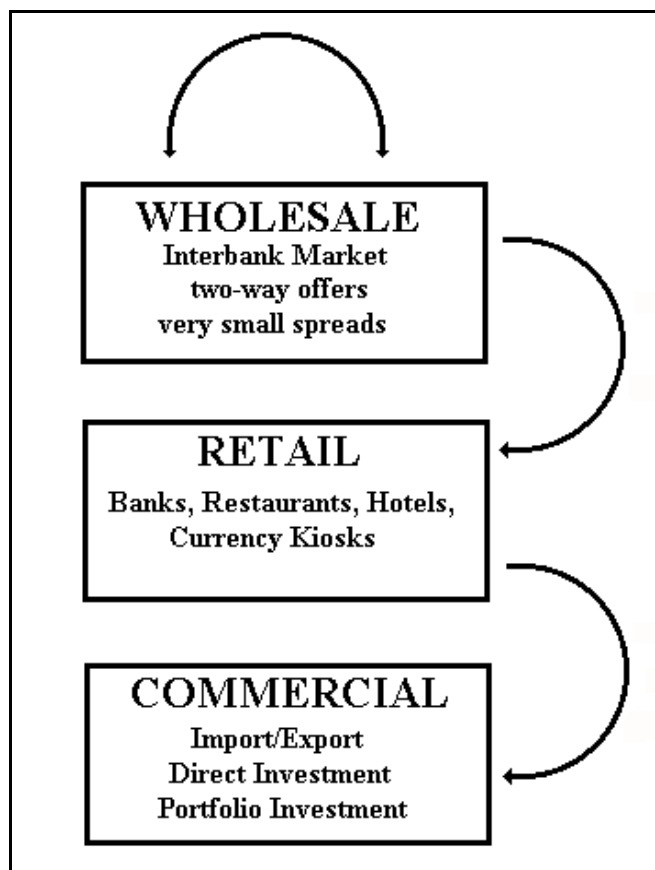 WHOLESALE
Interbank Market
two-way offers
very small spreads
RETAIL
Banks, Restaurants, Hotels,
Currency Kiosks
COMMERCIAL
Import/Export
Direct Investment
Portfolio Investment